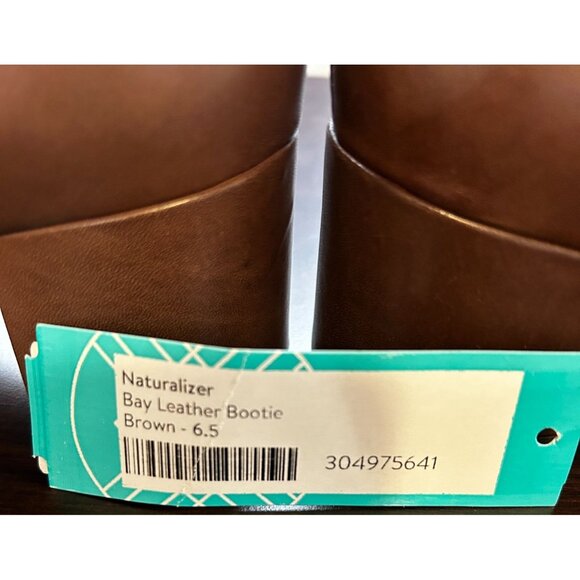 Naturalizer
Bay Leather Bootie
Brown - 6.5
304975641